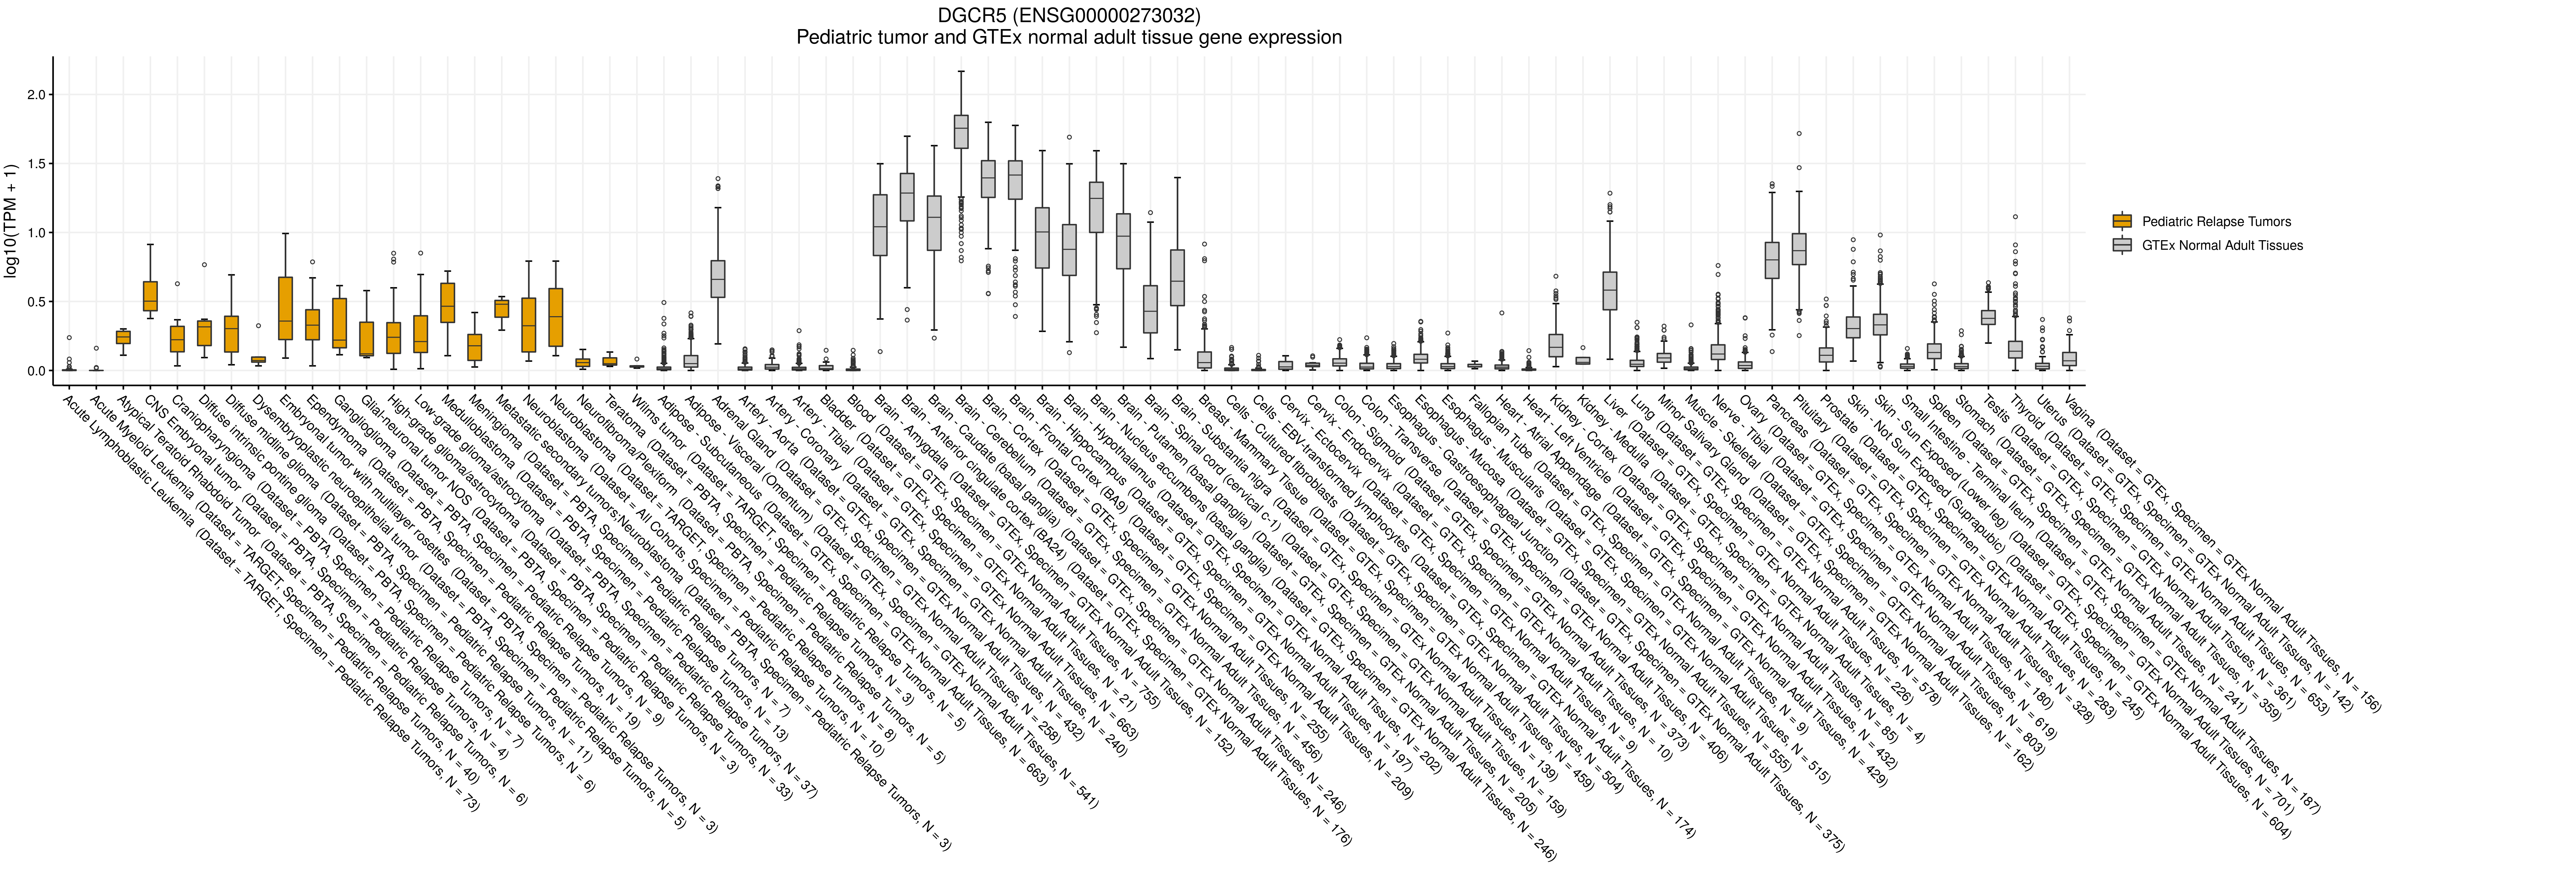 DGCR5 (ENSG00000273032)
Pediatric tumor and GTEx normal adult tissue gene expression
log10(TPM + 1)
2.0
1.5
1.0
0.5
0.0
Pediatric Relapse Tumors
GTEx Normal Adult Tissues
Acute Lymphoblastic Leukemia (Dataset = TARGET, Specimen = Pediatric Relapse Tumors, N = 73)
Acute Myeloid Leukemia (Dataset = TARGET, Specimen = Pediatric Relapse Tumors, N = 40)
Atypical Teratoid Rhabdoid Tumor (Dataset = PBTA, Specimen = Pediatric Relapse Tumors, N = 6)
CNS Embryonal tumor (Dataset = PBTA, Specimen = Pediatric Relapse Tumors, N = 4)
Craniopharyngioma (Dataset = PBTA, Specimen = Pediatric Relapse Tumors, N = 7)
Diffuse intrinsic pontine glioma (Dataset = PBTA, Specimen = Pediatric Relapse Tumors, N = 6)
Diffuse midline glioma (Dataset = PBTA, Specimen = Pediatric Relapse Tumors, N = 11)
Dysembryoplastic neuroepithelial tumor (Dataset = PBTA, Specimen = Pediatric Relapse Tumors, N = 5)
Embryonal tumor with multilayer rosettes (Dataset = PBTA, Specimen = Pediatric Relapse Tumors, N = 3)
Ependymoma (Dataset = PBTA, Specimen = Pediatric Relapse Tumors, N = 19)
Ganglioglioma (Dataset = PBTA, Specimen = Pediatric Relapse Tumors, N = 9)
Glial-neuronal tumor NOS (Dataset = PBTA, Specimen = Pediatric Relapse Tumors, N = 3)
High-grade glioma/astrocytoma (Dataset = PBTA, Specimen = Pediatric Relapse Tumors, N = 33)
Low-grade glioma/astrocytoma (Dataset = PBTA, Specimen = Pediatric Relapse Tumors, N = 37)
Medulloblastoma (Dataset = PBTA, Specimen = Pediatric Relapse Tumors, N = 13)
Meningioma (Dataset = PBTA, Specimen = Pediatric Relapse Tumors, N = 7)
Metastatic secondary tumors;Neuroblastoma (Dataset = PBTA, Specimen = Pediatric Relapse Tumors, N = 3)
Neuroblastoma (Dataset = All Cohorts, Specimen = Pediatric Relapse Tumors, N = 10)
Neuroblastoma (Dataset = TARGET, Specimen = Pediatric Relapse Tumors, N = 8)
Neurofibroma/Plexiform (Dataset = PBTA, Specimen = Pediatric Relapse Tumors, N = 5)
Teratoma (Dataset = PBTA, Specimen = Pediatric Relapse Tumors, N = 3)
Wilms tumor (Dataset = TARGET, Specimen = Pediatric Relapse Tumors, N = 5)
Adipose - Subcutaneous (Dataset = GTEx, Specimen = GTEx Normal Adult Tissues, N = 663)
Adipose - Visceral (Omentum) (Dataset = GTEx, Specimen = GTEx Normal Adult Tissues, N = 541)
Adrenal Gland (Dataset = GTEx, Specimen = GTEx Normal Adult Tissues, N = 258)
Artery - Aorta (Dataset = GTEx, Specimen = GTEx Normal Adult Tissues, N = 432)
Artery - Coronary (Dataset = GTEx, Specimen = GTEx Normal Adult Tissues, N = 240)
Artery - Tibial (Dataset = GTEx, Specimen = GTEx Normal Adult Tissues, N = 663)
Bladder (Dataset = GTEx, Specimen = GTEx Normal Adult Tissues, N = 21)
Blood (Dataset = GTEx, Specimen = GTEx Normal Adult Tissues, N = 755)
Brain - Amygdala (Dataset = GTEx, Specimen = GTEx Normal Adult Tissues, N = 152)
Brain - Anterior cingulate cortex (BA24) (Dataset = GTEx, Specimen = GTEx Normal Adult Tissues, N = 176)
Brain - Caudate (basal ganglia) (Dataset = GTEx, Specimen = GTEx Normal Adult Tissues, N = 246)
Brain - Cerebellum (Dataset = GTEx, Specimen = GTEx Normal Adult Tissues, N = 456)
Brain - Cortex (Dataset = GTEx, Specimen = GTEx Normal Adult Tissues, N = 255)
Brain - Frontal Cortex (BA9) (Dataset = GTEx, Specimen = GTEx Normal Adult Tissues, N = 209)
Brain - Hippocampus (Dataset = GTEx, Specimen = GTEx Normal Adult Tissues, N = 197)
Brain - Hypothalamus (Dataset = GTEx, Specimen = GTEx Normal Adult Tissues, N = 202)
Brain - Nucleus accumbens (basal ganglia) (Dataset = GTEx, Specimen = GTEx Normal Adult Tissues, N = 246)
Brain - Putamen (basal ganglia) (Dataset = GTEx, Specimen = GTEx Normal Adult Tissues, N = 205)
Brain - Spinal cord (cervical c-1) (Dataset = GTEx, Specimen = GTEx Normal Adult Tissues, N = 159)
Brain - Substantia nigra (Dataset = GTEx, Specimen = GTEx Normal Adult Tissues, N = 139)
Breast - Mammary Tissue (Dataset = GTEx, Specimen = GTEx Normal Adult Tissues, N = 459)
Cells - Cultured fibroblasts (Dataset = GTEx, Specimen = GTEx Normal Adult Tissues, N = 504)
Cells - EBV-transformed lymphocytes (Dataset = GTEx, Specimen = GTEx Normal Adult Tissues, N = 174)
Cervix - Ectocervix (Dataset = GTEx, Specimen = GTEx Normal Adult Tissues, N = 9)
Cervix - Endocervix (Dataset = GTEx, Specimen = GTEx Normal Adult Tissues, N = 10)
Colon - Sigmoid (Dataset = GTEx, Specimen = GTEx Normal Adult Tissues, N = 373)
Colon - Transverse (Dataset = GTEx, Specimen = GTEx Normal Adult Tissues, N = 406)
Esophagus - Gastroesophageal Junction (Dataset = GTEx, Specimen = GTEx Normal Adult Tissues, N = 375)
Esophagus - Mucosa (Dataset = GTEx, Specimen = GTEx Normal Adult Tissues, N = 555)
Esophagus - Muscularis (Dataset = GTEx, Specimen = GTEx Normal Adult Tissues, N = 515)
Fallopian Tube (Dataset = GTEx, Specimen = GTEx Normal Adult Tissues, N = 9)
Heart - Atrial Appendage (Dataset = GTEx, Specimen = GTEx Normal Adult Tissues, N = 429)
Heart - Left Ventricle (Dataset = GTEx, Specimen = GTEx Normal Adult Tissues, N = 432)
Kidney - Cortex (Dataset = GTEx, Specimen = GTEx Normal Adult Tissues, N = 85)
Kidney - Medulla (Dataset = GTEx, Specimen = GTEx Normal Adult Tissues, N = 4)
Liver (Dataset = GTEx, Specimen = GTEx Normal Adult Tissues, N = 226)
Lung (Dataset = GTEx, Specimen = GTEx Normal Adult Tissues, N = 578)
Minor Salivary Gland (Dataset = GTEx, Specimen = GTEx Normal Adult Tissues, N = 162)
Muscle - Skeletal (Dataset = GTEx, Specimen = GTEx Normal Adult Tissues, N = 803)
Nerve - Tibial (Dataset = GTEx, Specimen = GTEx Normal Adult Tissues, N = 619)
Ovary (Dataset = GTEx, Specimen = GTEx Normal Adult Tissues, N = 180)
Pancreas (Dataset = GTEx, Specimen = GTEx Normal Adult Tissues, N = 328)
Pituitary (Dataset = GTEx, Specimen = GTEx Normal Adult Tissues, N = 283)
Prostate (Dataset = GTEx, Specimen = GTEx Normal Adult Tissues, N = 245)
Skin - Not Sun Exposed (Suprapubic) (Dataset = GTEx, Specimen = GTEx Normal Adult Tissues, N = 604)
Skin - Sun Exposed (Lower leg) (Dataset = GTEx, Specimen = GTEx Normal Adult Tissues, N = 701)
Small Intestine - Terminal Ileum (Dataset = GTEx, Specimen = GTEx Normal Adult Tissues, N = 187)
Spleen (Dataset = GTEx, Specimen = GTEx Normal Adult Tissues, N = 241)
Stomach (Dataset = GTEx, Specimen = GTEx Normal Adult Tissues, N = 359)
Testis (Dataset = GTEx, Specimen = GTEx Normal Adult Tissues, N = 361)
Thyroid (Dataset = GTEx, Specimen = GTEx Normal Adult Tissues, N = 653)
Uterus (Dataset = GTEx, Specimen = GTEx Normal Adult Tissues, N = 142)
Vagina (Dataset = GTEx, Specimen = GTEx Normal Adult Tissues, N = 156)